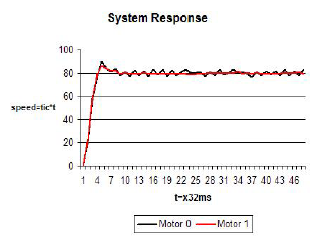 System Response
100
80
60
40
20
0
speed=tic*t
1 4 7 10 13 16 19 22 25 28 31 34 37 40 43 46
t=x32ms
Motor 0 Motor 1